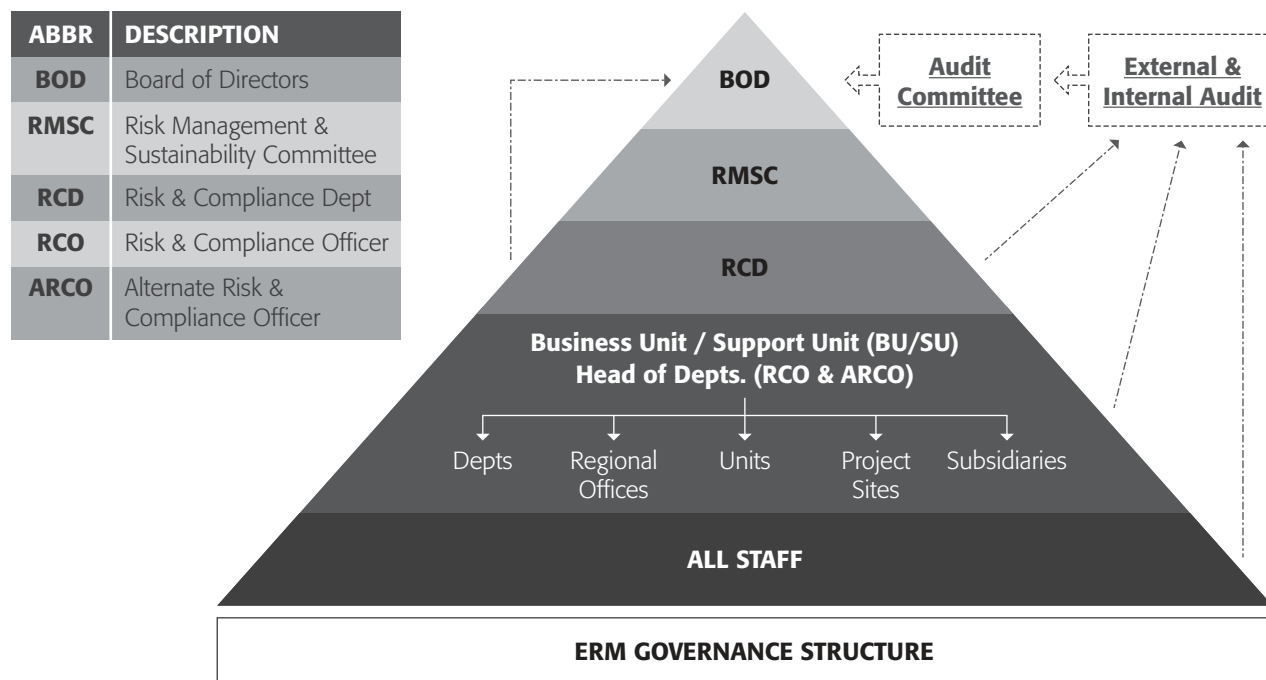 ABBR DESCRIPTION
BOD Board of Directors
RMSC Risk Management &
Sustainability Committee
RCD Risk & Compliance Dept
RCO Risk & Compliance Officer
ARCO Alternate Risk &
Compliance Officer
BOD
Audit
Committee
External &
Internal Audit
RMSC
RCD
Business Unit / Support Unit (BU/SU)
Head of Depts. (RCO & ARCO)
Depts
Regional
Offices
Units
Project
Sites
Subsidiaries
ALL STAFF
ERM GOVERNANCE STRUCTURE